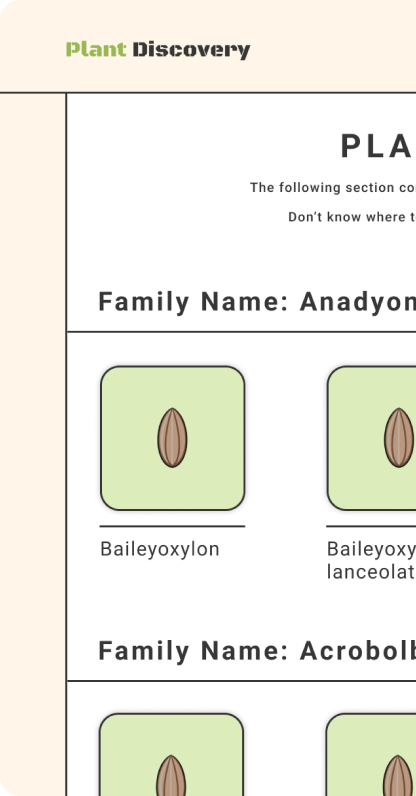 Plant Discovery
PLA
The following section co
Don't know where t
Family Name: Anadyon
Baileyoxylon
Baileyoxy
lanceolat
Family Name: Acrobolb